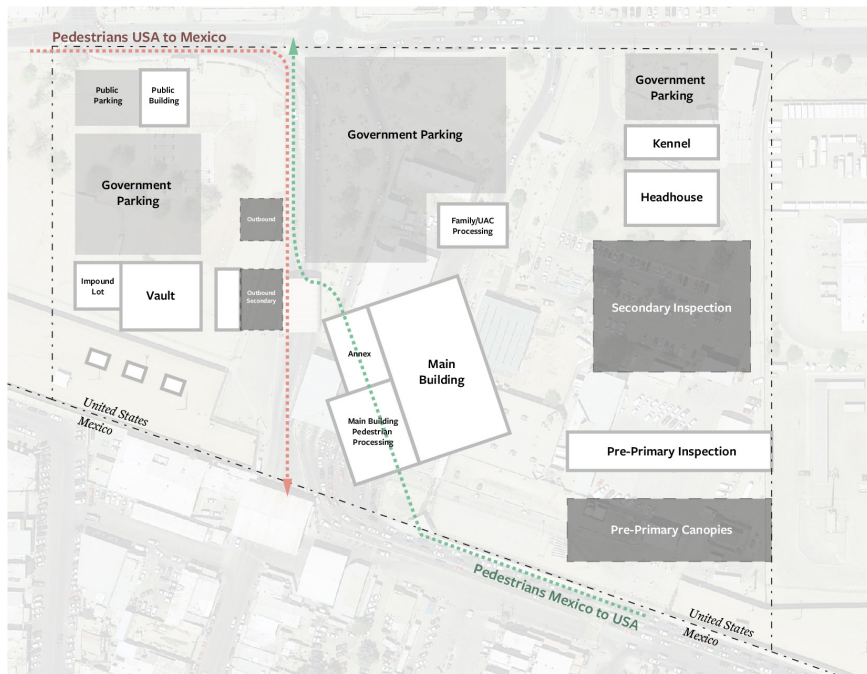 Pedestrians USA to Mexico
Public
Parking
Public
Building
Government Parking
Government
Parking
Kennel
Government
Parking
Headhouse
Outbound
Family/UAC
Processing
Impound
Lot
Vault
Outbound
Secondary
Secondary Inspection
Annex
Main
Building
Main Building
Pedestrian
Processing
United States
Mexico
Pre-Primary Inspection
Pre-Primary Canopies
Pedestrians Mexico to USA
United States
Mexico